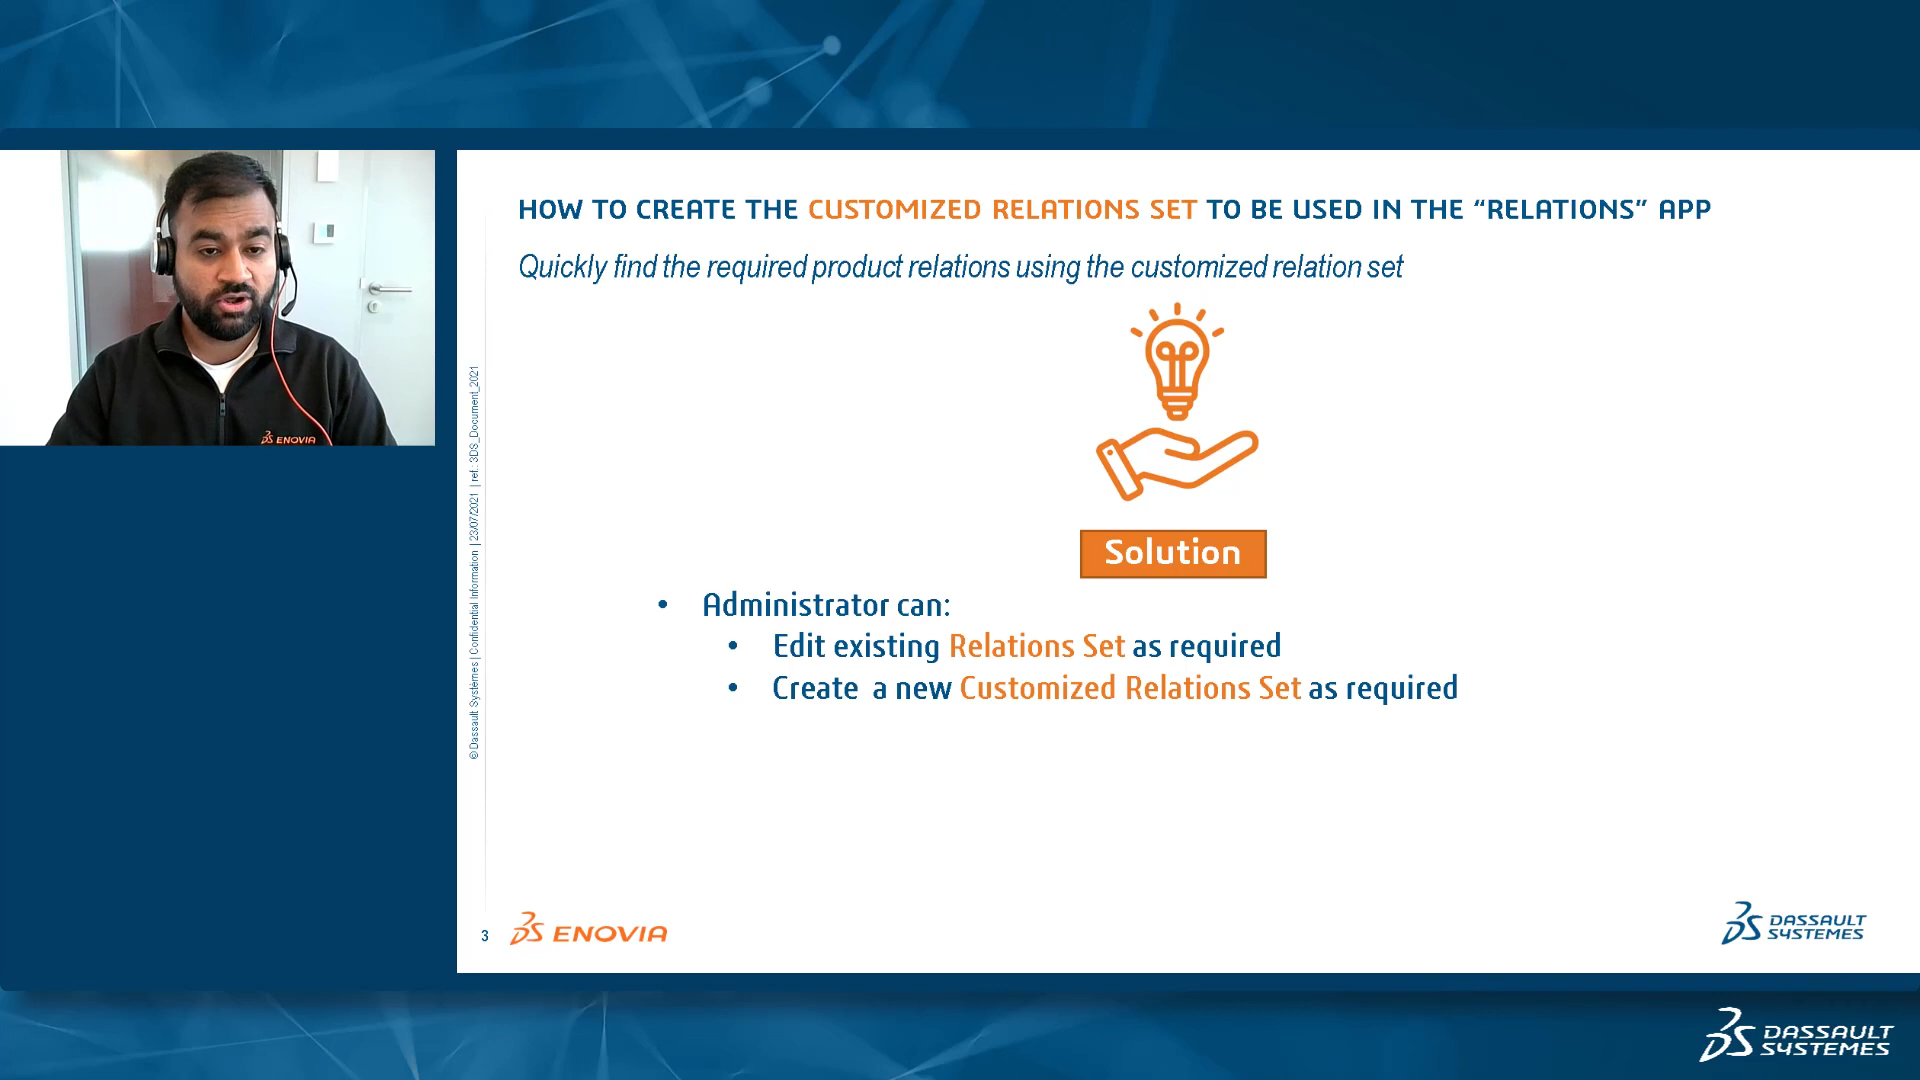 HOW TO CREATE THE CUSTOMIZED RELATIONS SET TO BE USED IN THE “RELATIONS” APP
Quickly find the required product relations using the customized relation set
Solution
• Administrator can:
• Edit existing Relations Set as required
• Create a new Customized Relations Set as required
© Dassault Systèmes | Confidential Information | 23/07/2021 | ref.: 3DS_Document_2021
3
ENOVIA
DASSAULT
SYSTEMES
ENOVIA
DASSAULT
SYSTEMES